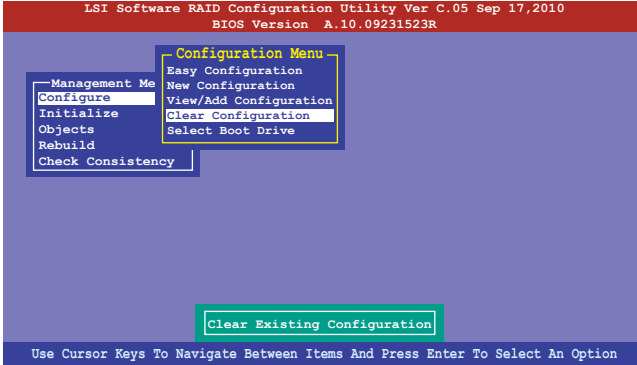 LSI Software RAID Configuration Utility Ver C.05 Sep 17,2010
BIOS Version A.10.09231523R
Management Me
Configure
Initialize
Objects
Rebuild
Check Consistency
Configuration Menu
Easy Configuration
New Configuration
View/Add Configuration
Clear Configuration
Select Boot Drive
Clear Existing Configuration
Use Cursor Keys To Navigate Between Items And Press Enter To Select An Option